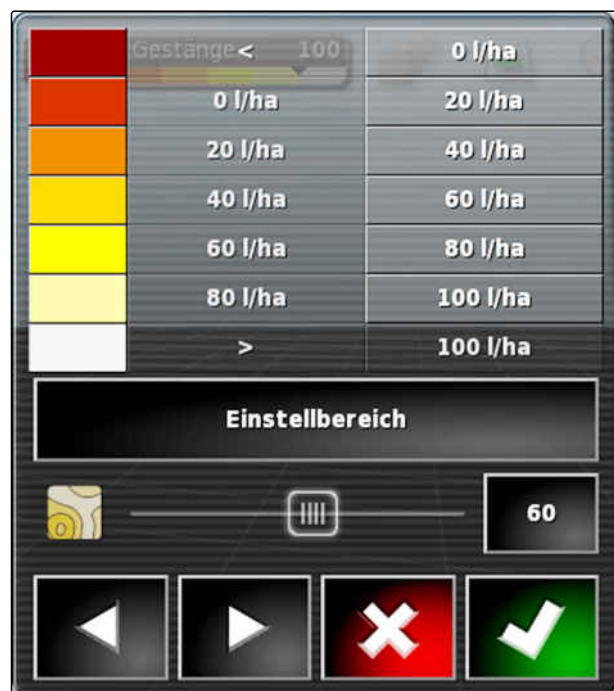 Gestänge < 100 0 l/ha
0 l/ha 20 l/ha
20 l/ha 40 l/ha
40 l/ha 60 l/ha
60 l/ha 80 l/ha
80 l/ha 100 l/ha
> 100 l/ha
Einstellbereich
60